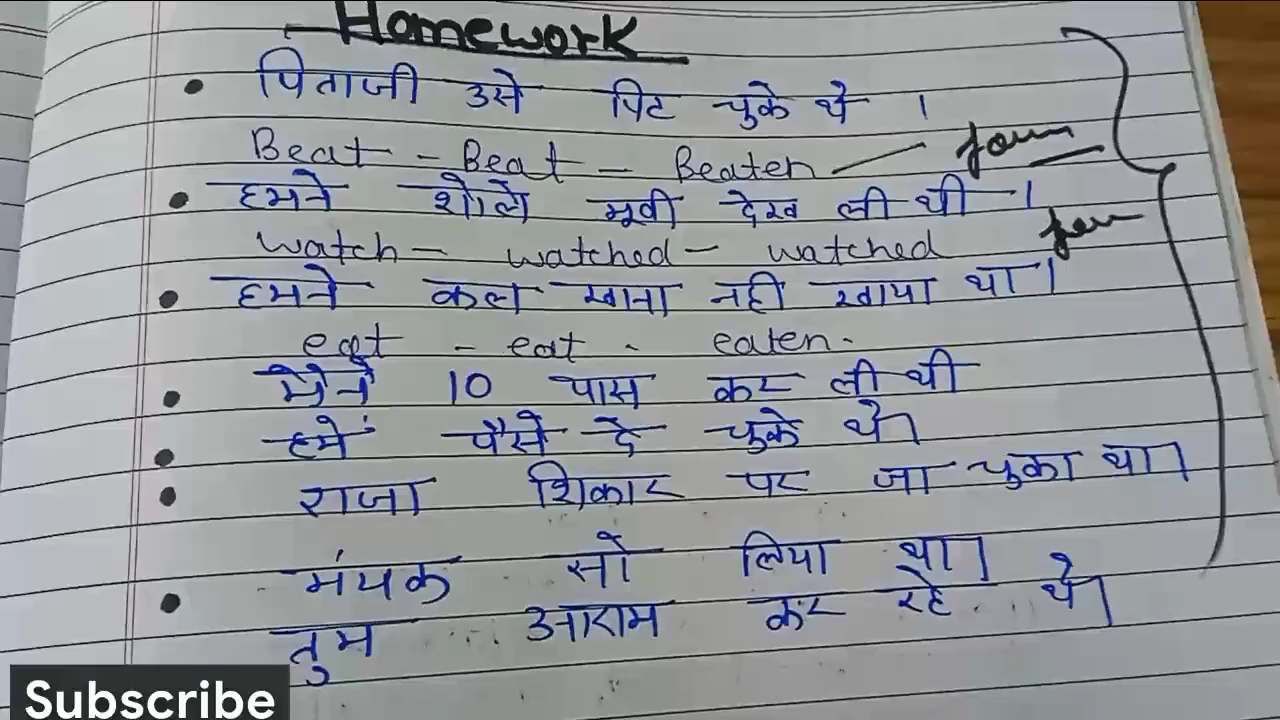 Homework
• पिताजी उसे पिट चुके थे ।
Beat - Beat - Beaten — form
• हमने शोले मूवी देख ली थी ।
watch - watched - watched
• हमने कल खाना नहीं खाया था।
eat - eat - eaten.
• मैने 10 पास कर ली थी
• हमें पैसे दे चुके थे।
• राजा शिकार पर जा चुका था।
मंयक सो लिया था।
• तुम आराम कर रहे थे।
Subscribe